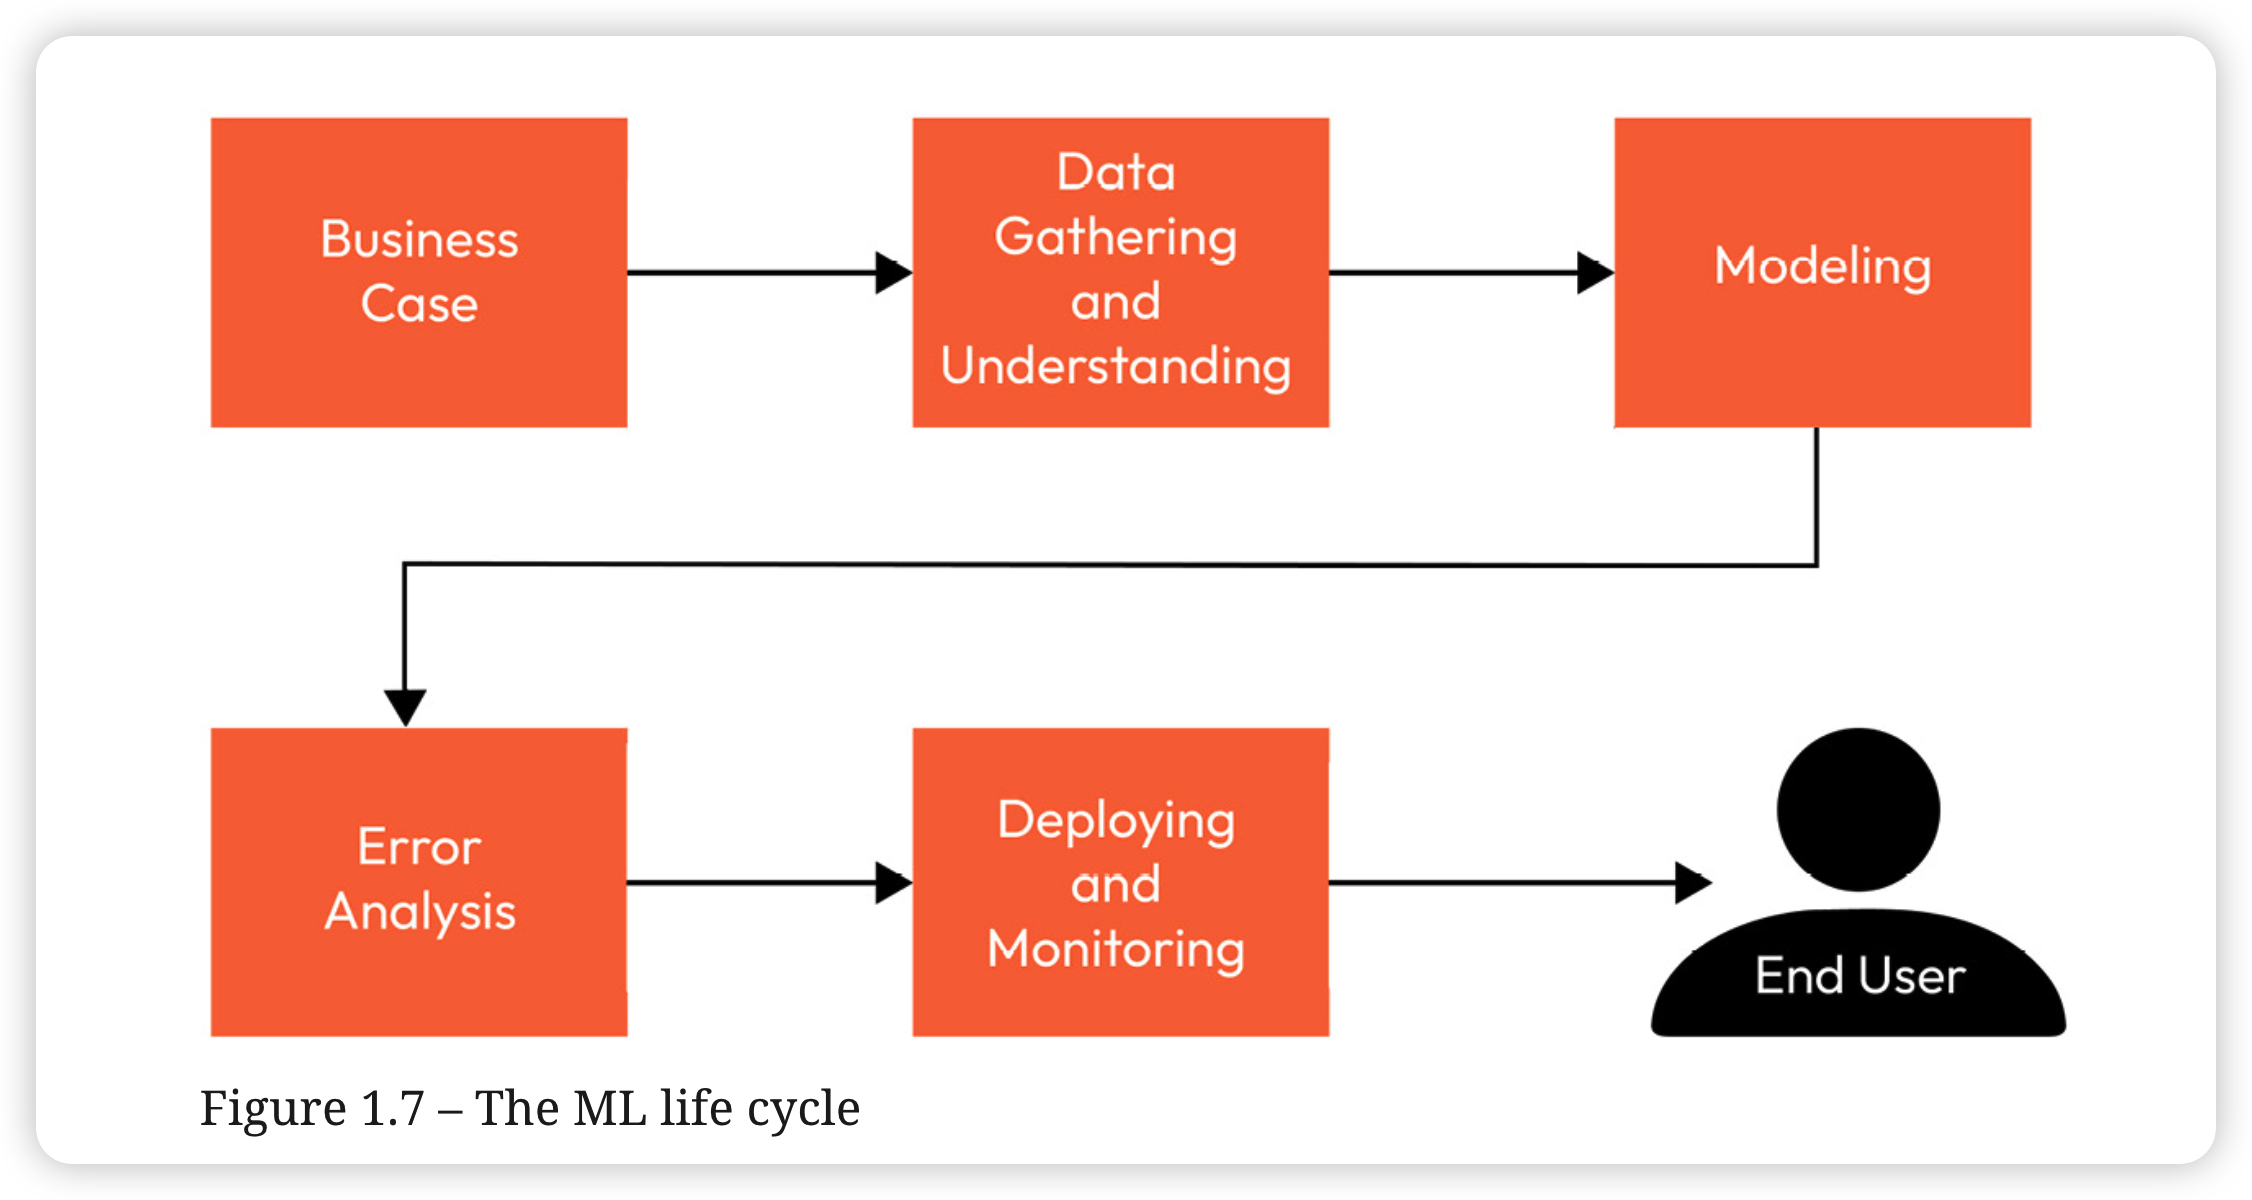 Business
Case
Data
Gathering
and
Understanding
Modeling
Error
Analysis
Deploying
and
Monitoring
End User
Figure 1.7 – The ML life cycle